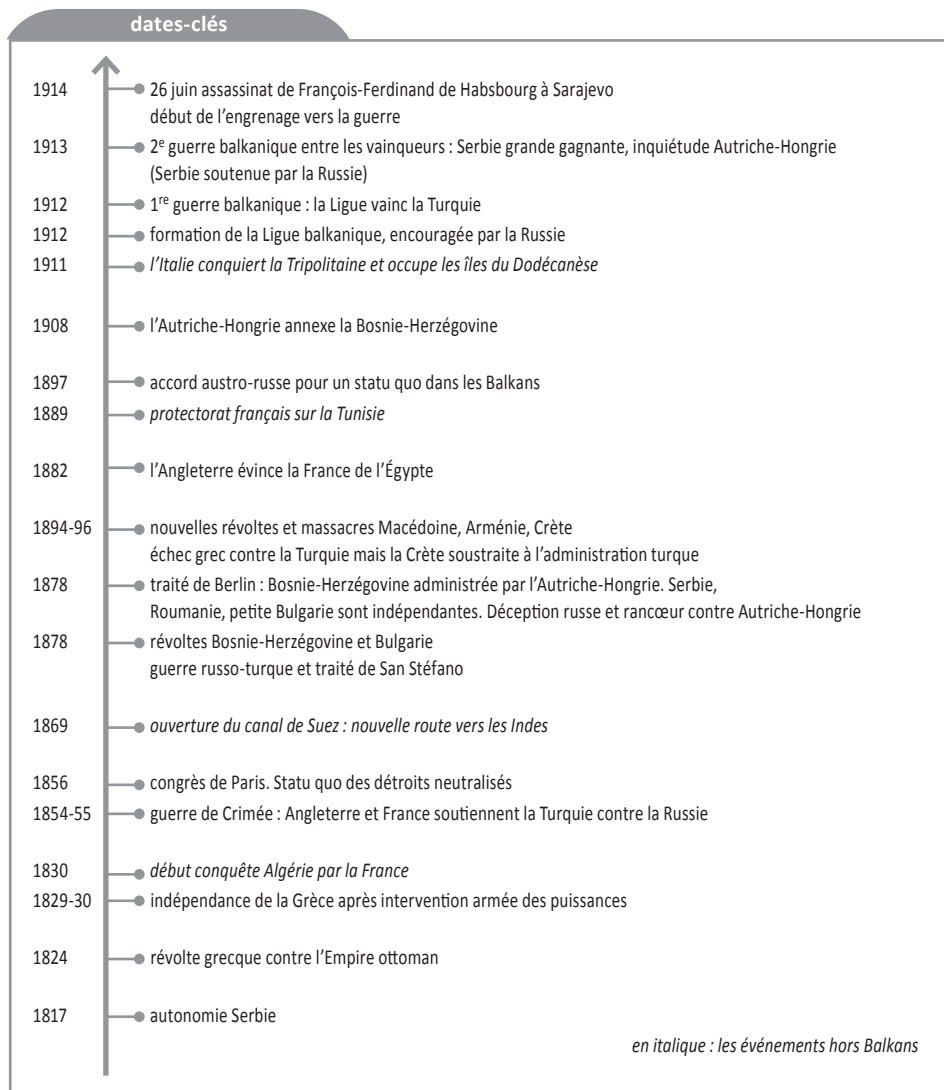 dates-clés
1914 26 juin assassinat de François-Ferdinand de Habsbourg à Sarajevo
début de l’engrenage vers la guerre
1913 2e guerre balkanique entre les vainqueurs : Serbie grande gagnante, inquiétude Autriche-Hongrie
(Serbie soutenue par la Russie)
1912 1re guerre balkanique : la Ligue vainc la Turquie
1912 formation de la Ligue balkanique, encouragée par la Russie
1911 l’Italie conquiert la Tripolitaine et occupe les îles du Dodécanèse
1908 l’Autriche-Hongrie annexe la Bosnie-Herzégovine
1897 accord austro-russe pour un statu quo dans les Balkans
1889 protectorat français sur la Tunisie
1882 l’Angleterre évince la France de l’Égypte
1894-96 nouvelles révoltes et massacres Macédoine, Arménie, Crète
échec grec contre la Turquie mais la Crète soustraite à l’administration turque
1878 traité de Berlin : Bosnie-Herzégovine administrée par l’Autriche-Hongrie. Serbie,
Roumanie, petite Bulgarie sont indépendantes. Déception russe et rancœur contre Autriche-Hongrie
1878 révoltes Bosnie-Herzégovine et Bulgarie
guerre russo-turque et traité de San Stéfano
1869 ouverture du canal de Suez : nouvelle route vers les Indes
1856 congrès de Paris. Statu quo des détroits neutralisés
1854-55 guerre de Crimée : Angleterre et France soutiennent la Turquie contre la Russie
1830 début conquête Algérie par la France
1829-30 indépendance de la Grèce après intervention armée des puissances
1824 révolte grecque contre l’Empire ottoman
1817 autonomie Serbie
en italique : les événements hors Balkans